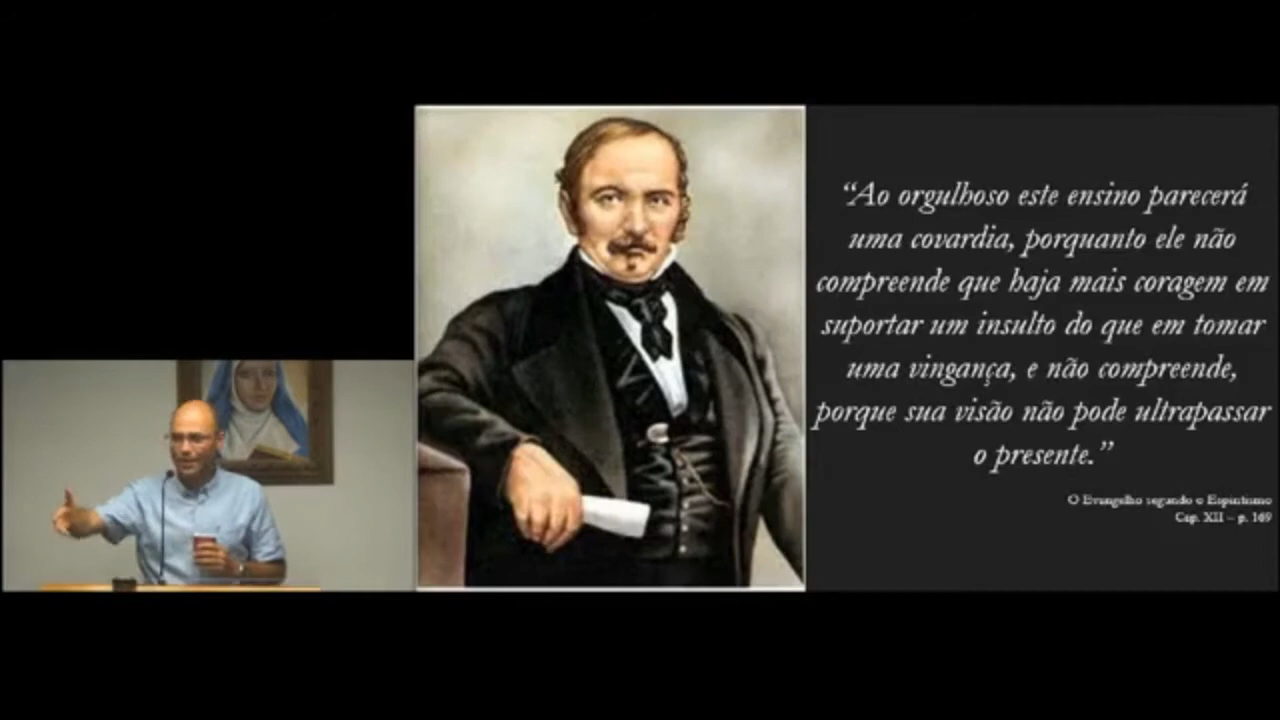 “Ao orgulhoso este ensino parecerá
uma covardia, porquanto ele não
compreende que haja mais coragem em
suportar um insulto do que em tomar
uma vingança, e não compreende,
porque sua visão não pode ultrapassar
o presente.”
O Evangelho segundo o Espiritismo
Cap. XII – p. 169